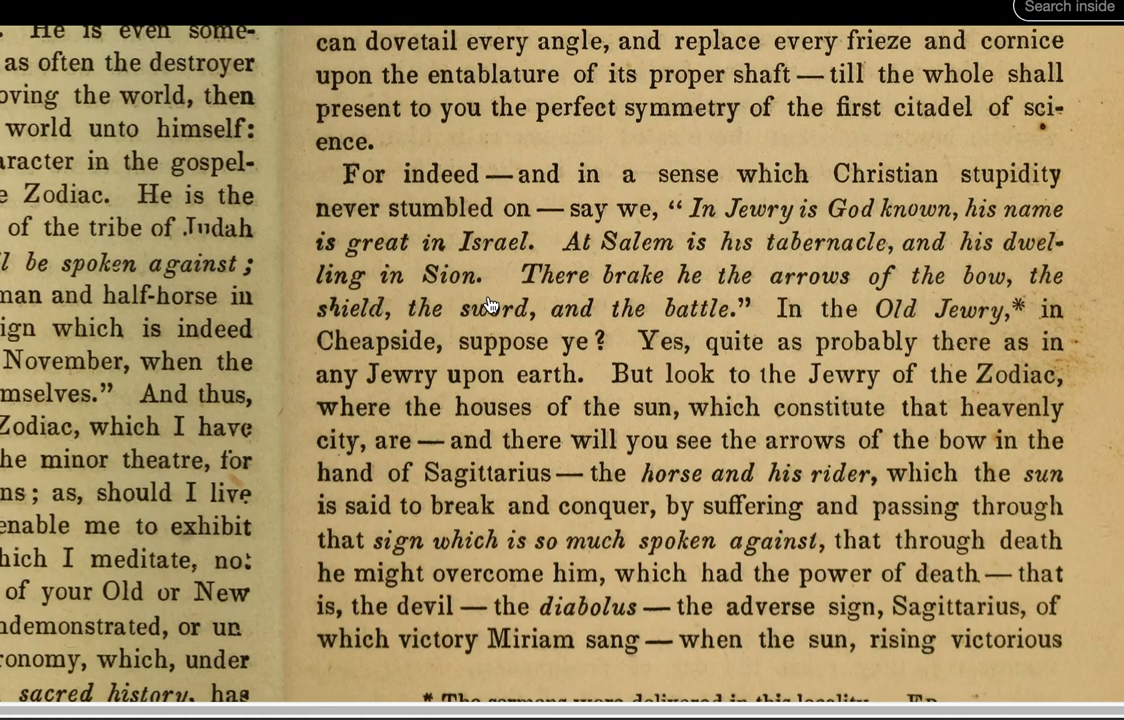 Search inside
. He is even some-
as often the destroyer
oving the world, then
world unto himself:
aracter in the gospel-
e Zodiac. He is the
of the tribe of Judah
l be spoken against;
man and half-horse in
ign which is indeed
November, when the
mselves.” And thus,
Zodiac, which I have
he minor theatre, for
ns; as, should I live
enable me to exhibit
hich I meditate, not
of your Old or New
ndemonstrated, or un
ronomy, which, under
sacred history, has
can dovetail every angle, and replace every frieze and cornice
upon the entablature of its proper shaft — till the whole shall
present to you the perfect symmetry of the first citadel of sci-
ence.
For indeed — and in a sense which Christian stupidity
never stumbled on — say we, “ In Jewry is God known, his name
is great in Israel. At Salem is his tabernacle, and his dwel-
ling in Sion. There brake he the arrows of the bow, the
shield, the sword, and the battle.” In the Old Jewry,* in
Cheapside, suppose ye? Yes, quite as probably there as in
any Jewry upon earth. But look to the Jewry of the Zodiac,
where the houses of the sun, which constitute that heavenly
city, are — and there will you see the arrows of the bow in the
hand of Sagittarius — the horse and his rider, which the sun
is said to break and conquer, by suffering and passing through
that sign which is so much spoken against, that through death
he might overcome him, which had the power of death — that
is, the devil — the diabolus — the adverse sign, Sagittarius, of
which victory Miriam sang — when the sun, rising victorious
* The sermons were delivered in this locality. ED